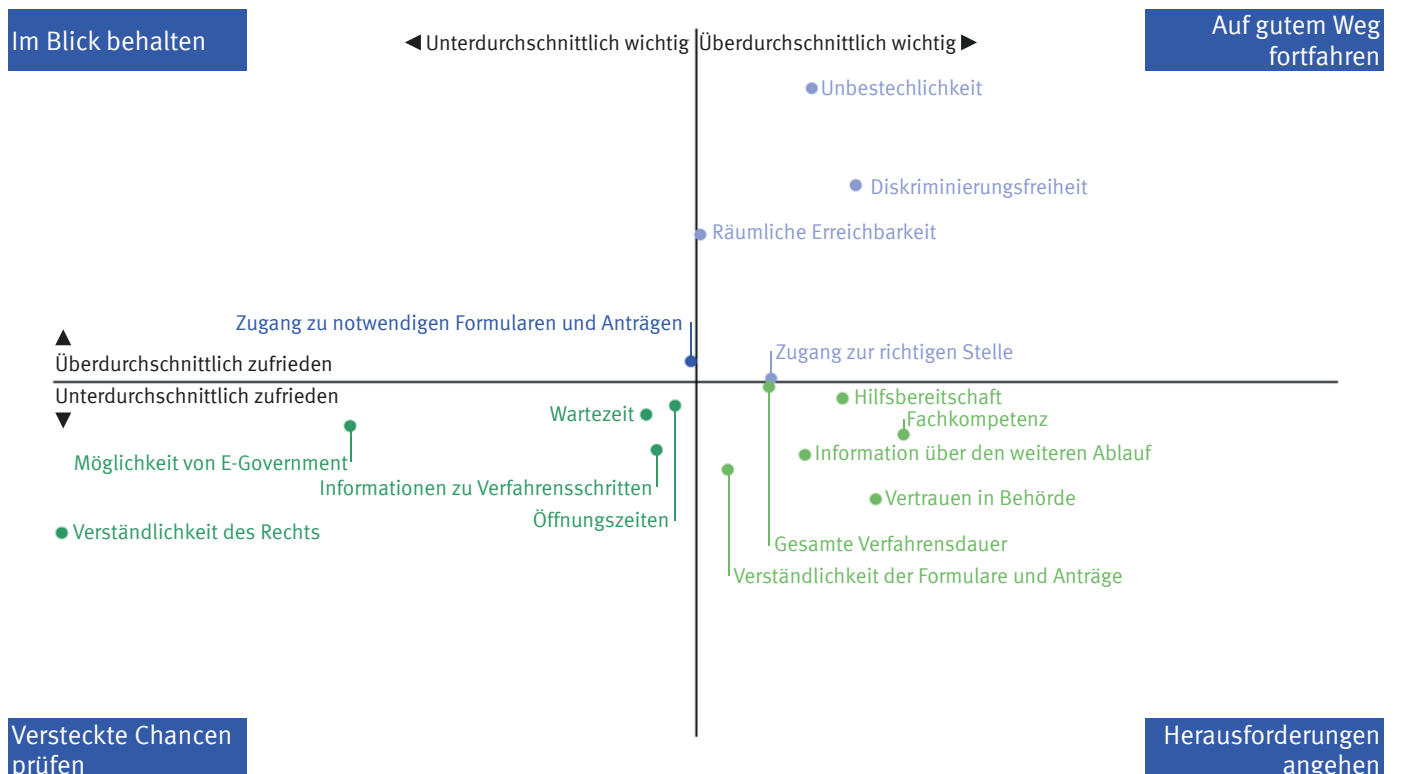 Im Blick behalten
◀ Unterdurchschnittlich wichtig
Überdurchschnittlich wichtig ▶
Auf gutem Weg
fortfahren
Unbestechlichkeit
Diskriminierungsfreiheit
Räumliche Erreichbarkeit
Zugang zu notwendigen Formularen und Anträgen
▲
Überdurchschnittlich zufrieden
Unterdurchschnittlich zufrieden
▼
Zugang zur richtigen Stelle
Hilfsbereitschaft
Fachkompetenz
Wartezeit
Information über den weiteren Ablauf
Möglichkeit von E-Government
Informationen zu Verfahrensschritten
Vertrauen in Behörde
Öffnungszeiten
Verständlichkeit des Rechts
Gesamte Verfahrensdauer
Verständlichkeit der Formulare und Anträge
Versteckte Chancen
prüfen
Herausforderungen
angehen